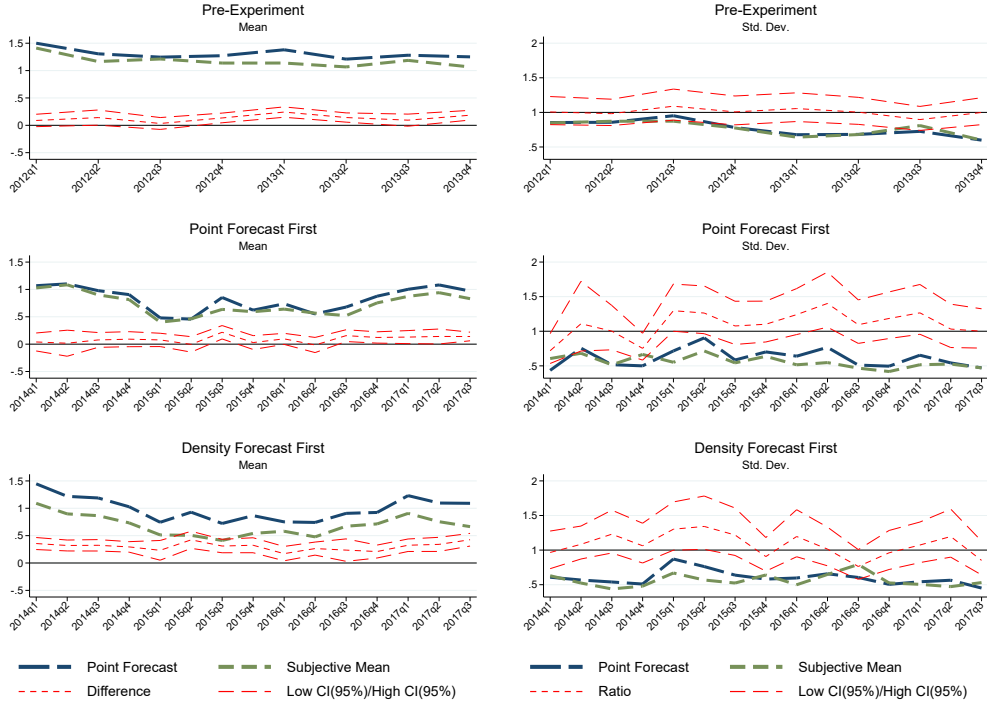 Pre-Experiment
Mean
1.5
1
.5
0
-.5
2012q1
2012q2
2012q3
2012q4
2013q1
2013q2
2013q3
2013q4
Pre-Experiment
Std. Dev.
2
1.5
1
.5
2012q1
2012q2
2012q3
2012q4
2013q1
2013q2
2013q3
2013q4
Point Forecast First
Mean
1.5
1
.5
0
-.5
2014q1
2014q2
2014q3
2014q4
2015q1
2015q2
2015q3
2015q4
2016q1
2016q2
2016q3
2016q4
2017q1
2017q2
2017q3
Point Forecast First
Std. Dev.
2
1.5
1
.5
2014q1
2014q2
2014q3
2014q4
2015q1
2015q2
2015q3
2015q4
2016q1
2016q2
2016q3
2016q4
2017q1
2017q2
2017q3
Density Forecast First
Mean
1.5
1
.5
0
-.5
2014q1
2014q2
2014q3
2014q4
2015q1
2015q2
2015q3
2015q4
2016q1
2016q2
2016q3
2016q4
2017q1
2017q2
2017q3
Density Forecast First
Std. Dev.
2
1.5
1
.5
2014q1
2014q2
2014q3
2014q4
2015q1
2015q2
2015q3
2015q4
2016q1
2016q2
2016q3
2016q4
2017q1
2017q2
2017q3
Point Forecast
Subjective Mean
Difference
Low CI(95%)/High CI(95%)
Point Forecast
Subjective Mean
Ratio
Low CI(95%)/High CI(95%)